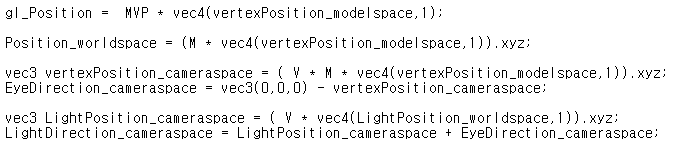 gl_Position =  MVP * vec4(vertexPosition_modelspace,1);
Position_worldspace = (M * vec4(vertexPosition_modelspace,1)).xyz;
vec3 vertexPosition_cameraspace = ( V * M * vec4(vertexPosition_modelspace,1)).xyz;
EyeDirection_cameraspace = vec3(0,0,0) - vertexPosition_cameraspace;
vec3 LightPosition_cameraspace = ( V * vec4(LightPosition_worldspace,1)).xyz;
LightDirection_cameraspace = LightPosition_cameraspace + EyeDirection_cameraspace;